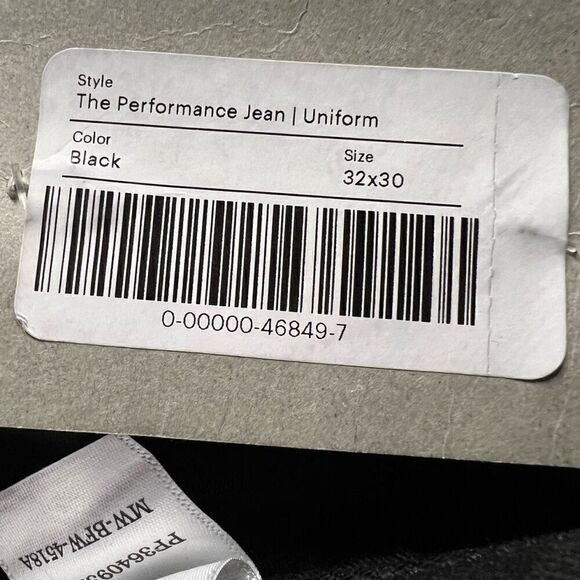 Style
The Performance Jean | Uniform
Color
Black
Size
32x30
0-00000-46849-7
MW-BFW-4518A